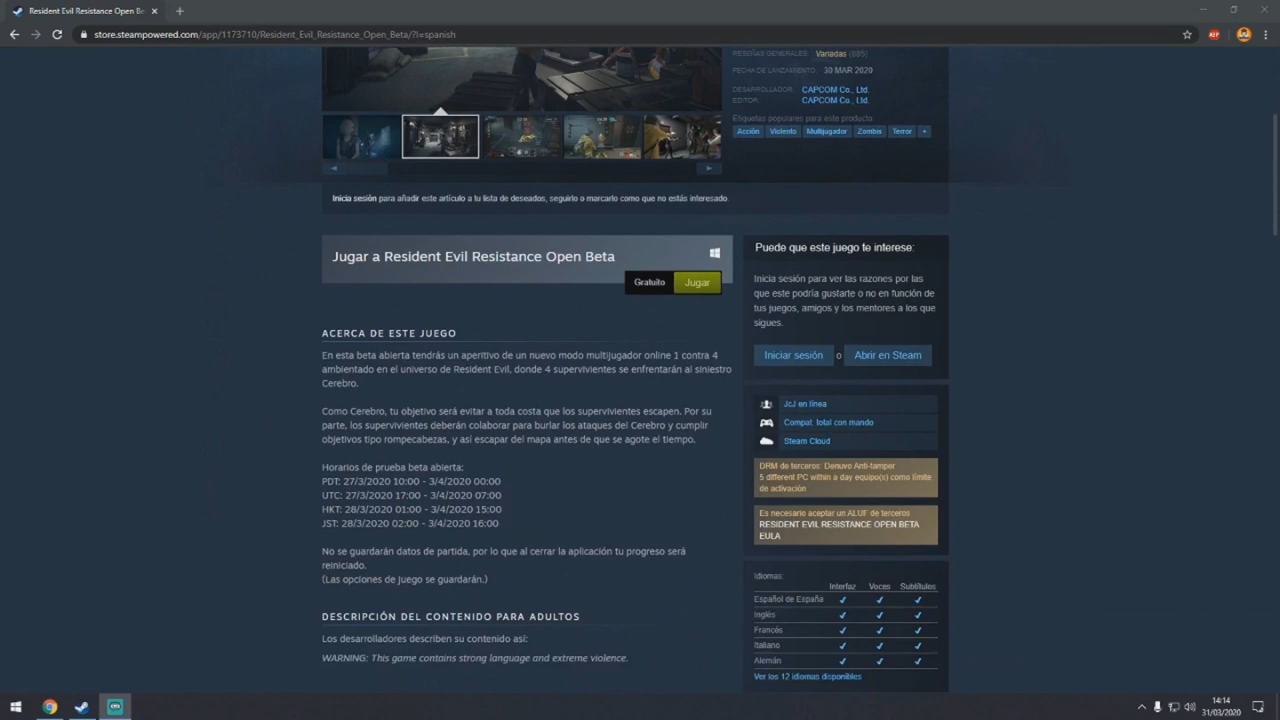 Resident Evil Resistance Open Be
store.steampowered.com/app/1173710/Resident_Evil_Resistance_Open_Beta/?l=spanish
ABP
RESEÑAS GENERALES: Variadas (885)
FECHA DE LANZAMIENTO: 30 MAR 2020
DESARROLLADOR: CAPCOM Co., Ltd.
EDITOR: CAPCOM Co., Ltd.
Etiquetas populares para este producto:
Acción Violento Multijugador Zombis Terror +
Inicia sesión para añadir este artículo a tu lista de deseados, seguirlo o marcarlo como que no estás interesado.
Jugar a Resident Evil Resistance Open Beta
Gratuito Jugar
ACERCA DE ESTE JUEGO
En esta beta abierta tendrás un aperitivo de un nuevo modo multijugador online 1 contra 4
ambientado en el universo de Resident Evil, donde 4 supervivientes se enfrentarán al siniestro
Cerebro.
Como Cerebro, tu objetivo será evitar a toda costa que los supervivientes escapen. Por su
parte, los supervivientes deberán colaborar para burlar los ataques del Cerebro y cumplir
objetivos tipo rompecabezas, y así escapar del mapa antes de que se agote el tiempo.
Horarios de prueba beta abierta:
PDT: 27/3/2020 10:00 - 3/4/2020 00:00
UTC: 27/3/2020 17:00 - 3/4/2020 07:00
HKT: 28/3/2020 01:00 - 3/4/2020 15:00
JST: 28/3/2020 02:00 - 3/4/2020 16:00
No se guardarán datos de partida, por lo que al cerrar la aplicación tu progreso será
reiniciado.
(Las opciones de juego se guardarán.)
DESCRIPCIÓN DEL CONTENIDO PARA ADULTOS
Los desarrolladores describen su contenido así:
WARNING: This game contains strong language and extreme violence.
Puede que este juego te interese:
Inicia sesión para ver las razones por las
que este podría gustarte o no en función de
tus juegos, amigos y los mentores a los que
sigues.
Iniciar sesión o Abrir en Steam
JcJ en línea
Compat. total con mando
Steam Cloud
DRM de terceros: Denuvo Anti-tamper
5 different PC within a day equipo(s) como límite
de activación
Es necesario aceptar un ALUF de terceros
RESIDENT EVIL RESISTANCE OPEN BETA
EULA
Idiomas:
Interfaz Voces Subtítulos
Español de España ✔ ✔ ✔
Inglés ✔ ✔ ✔
Francés ✔ ✔ ✔
Italiano ✔ ✔ ✔
Alemán ✔ ✔ ✔
Ver los 12 idiomas disponibles
14:14
31/03/2020